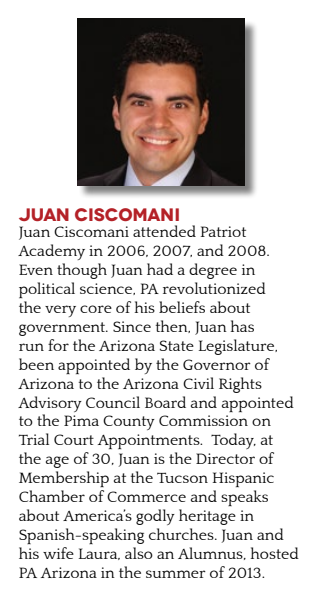 JUAN CISCOMANI
Juan Ciscomani attended Patriot
Academy in 2006, 2007, and 2008.
Even though Juan had a degree in
political science, PA revolutionized
the very core of his beliefs about
government. Since then, Juan has
run for the Arizona State Legislature,
been appointed by the Governor of
Arizona to the Arizona Civil Rights
Advisory Council Board and appointed
to the Pima County Commission on
Trial Court Appointments.  Today, at
the age of 30, Juan is the Director of
Membership at the Tucson Hispanic
Chamber of Commerce and speaks
about America's godly heritage in
Spanish-speaking churches. Juan and
his wife Laura, also an Alumnus, hosted
PA Arizona in the summer of 2013.